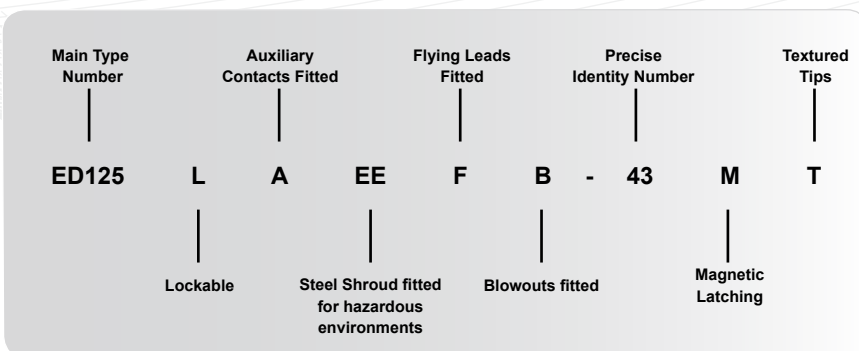 Main Type
Number
Auxiliary
Contacts Fitted
Flying Leads
Fitted
Precise
Identity Number
Textured
Tips
ED125 L A EE F B - 43 M T
Lockable
Steel Shroud fitted
for hazardous
environments
Blowouts fitted
Magnetic
Latching